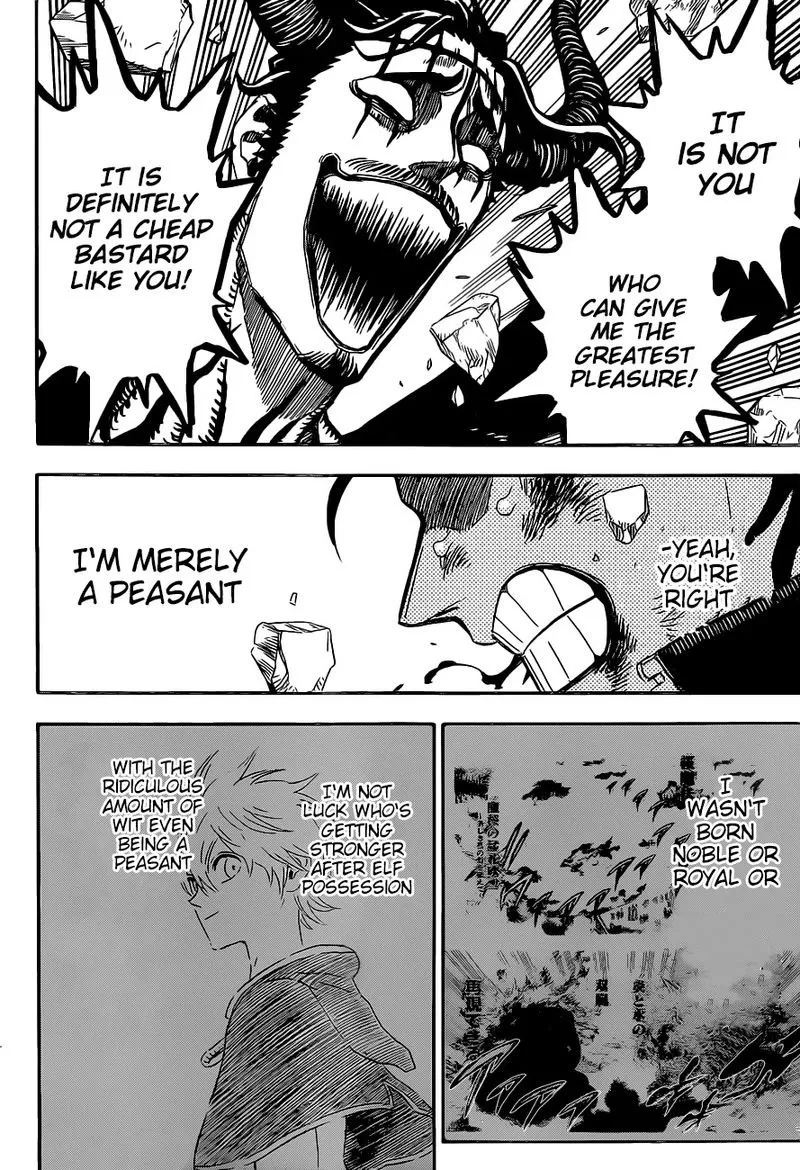 IT
IS NOT
YOU
WHO
CAN GIVE
ME THE
GREATEST
PLEASURE!
IT IS
DEFINITELY
NOT A CHEAP
BASTARD
LIKE YOU!
-YEAH,
YOU'RE
RIGHT
I'M MERELY
A PEASANT
I
WASN'T
BORN
NOBLE OR
ROYAL OR
I'M NOT
LUCK WHO'S
GETTING
STRONGER
AFTER ELF
POSSESSION
WITH THE
RIDICULOUS
AMOUNT OF
WIT EVEN
BEING A
PEASANT